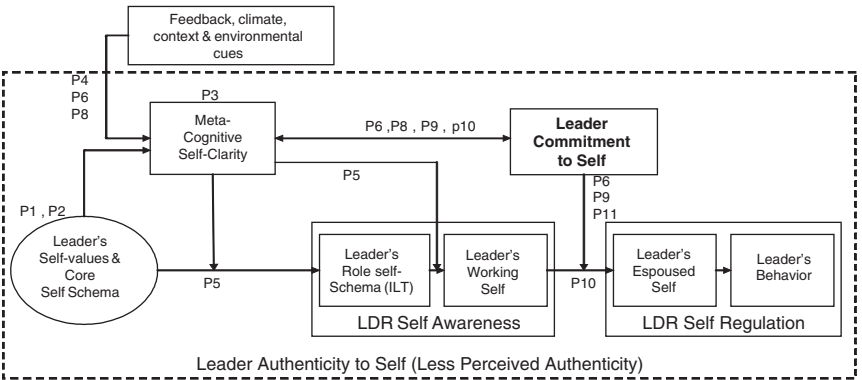 Feedback, climate,
context & environmental
cues
P4
P6
P8
P3
Meta-
Cognitive
Self-Clarity
P6 ,P8 , P9 , p10
Leader
Commitment
to Self
P5
P6
P9
P11
P1 , P2
Leader's
Self-values &
Core
Self Schema
P5
Leader's
Role self-
Schema (ILT)
Leader's
Working
Self
LDR Self Awareness
P10
Leader's
Espoused
Self
Leader's
Behavior
LDR Self Regulation
Leader Authenticity to Self (Less Perceived Authenticity)